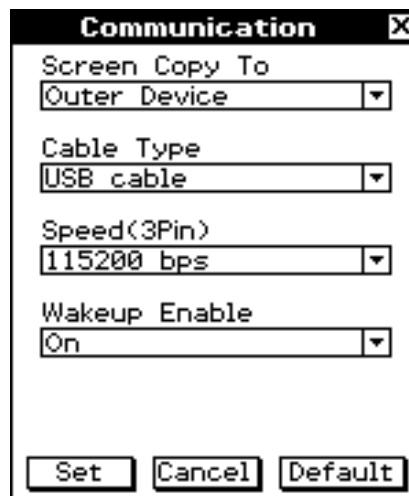 Communication X
Screen Copy To
Outer Device
Cable Type
USB cable
Speed(3Pin)
115200 bps
Wakeup Enable
On
Set Cancel Default